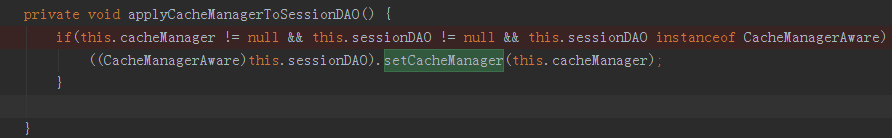 private void applyCacheManagerToSessionDAO() {
if(this.cacheManager != null && this.sessionDAO != null && this.sessionDAO instanceof CacheManagerAware)
((CacheManagerAware)this.sessionDAO).setCacheManager(this.cacheManager);
}
}